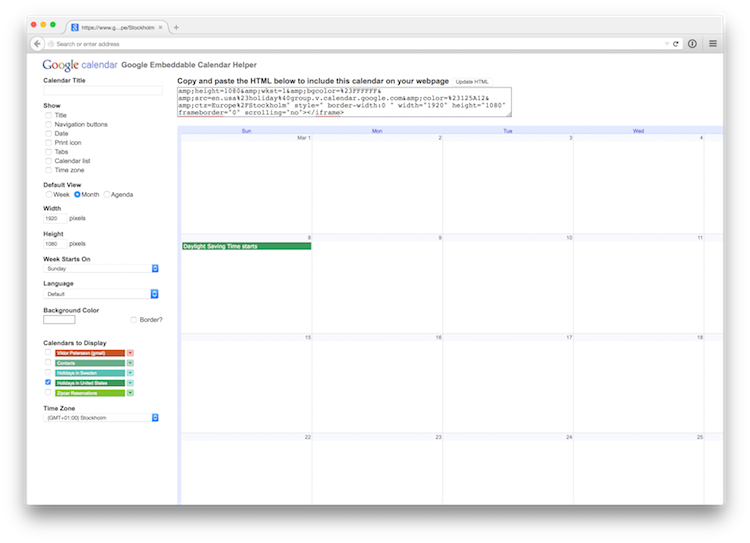 https://www.g...pe/Stockholm
Search or enter address
Google calendar Google Embeddable Calendar Helper
Calendar Title
Show
Title
Navigation buttons
Date
Print icon
Tabs
Calendar list
Time zone
Default View
Week Month Agenda
Width
1920 pixels
Height
1080 pixels
Week Starts On
Sunday
Language
Default
Background Color
Border?
Calendars to Display
Viktor Petersson (gmail)
Contacts
Holidays in Sweden
Holidays in United States
Zipcar Reservations
Time Zone
(GMT+01:00) Stockholm
Copy and paste the HTML below to include this calendar on your webpage Update HTML
amp;height=1080&amp;wkst=1&amp;bgcolor=%23FFFFFF&
amp;src=en.usa%23holiday%40group.v.calendar.google.com&amp;color=%23125A12&
amp;ctz=Europe%2FStockholm" style=" border-width:0 " width="1920" height="1080"
frameborder="0" scrolling="no"></iframe>
Sun Mon Tue Wed
Mar 1 2 3 4
8 9 10 11
Daylight Saving Time starts
15 16 17 18
22 23 24 25